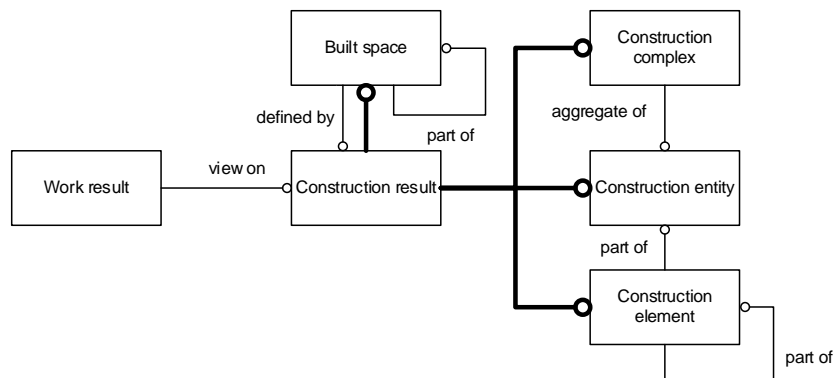 Built space
Construction
complex
defined by
part of
aggregate of
Work result
view on
Construction result
Construction entity
part of
Construction
element
part of